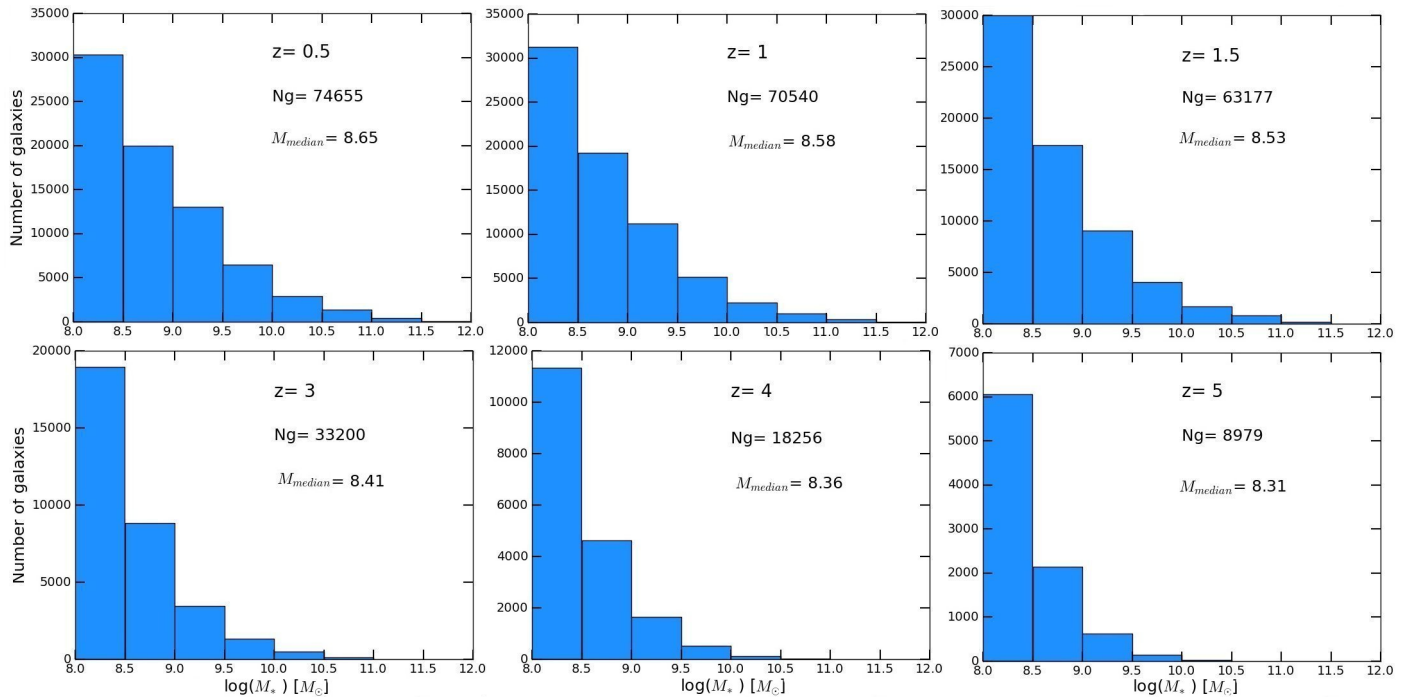 35000
30000
25000
20000
15000
10000
5000
0
8.0 8.5 9.0 9.5 10.0 10.5 11.0 11.5 12.0
Number of galaxies
z= 0.5
Ng= 74655
M_median= 8.65
35000
30000
25000
20000
15000
10000
5000
0
8.0 8.5 9.0 9.5 10.0 10.5 11.0 11.5 12.0
z= 1
Ng= 70540
M_median= 8.58
30000
25000
20000
15000
10000
5000
0
8.0 8.5 9.0 9.5 10.0 10.5 11.0 11.5 12.0
z= 1.5
Ng= 63177
M_median= 8.53
20000
15000
10000
5000
0
8.0 8.5 9.0 9.5 10.0 10.5 11.0 11.5 12.0
Number of galaxies
log(M_* ) [M_⊙]
z= 3
Ng= 33200
M_median= 8.41
12000
10000
8000
6000
4000
2000
0
8.0 8.5 9.0 9.5 10.0 10.5 11.0 11.5 12.0
log(M_* ) [M_⊙]
z= 4
Ng= 18256
M_median= 8.36
7000
6000
5000
4000
3000
2000
1000
0
8.0 8.5 9.0 9.5 10.0 10.5 11.0 11.5 12.0
log(M_* ) [M_⊙]
z= 5
Ng= 8979
M_median= 8.31